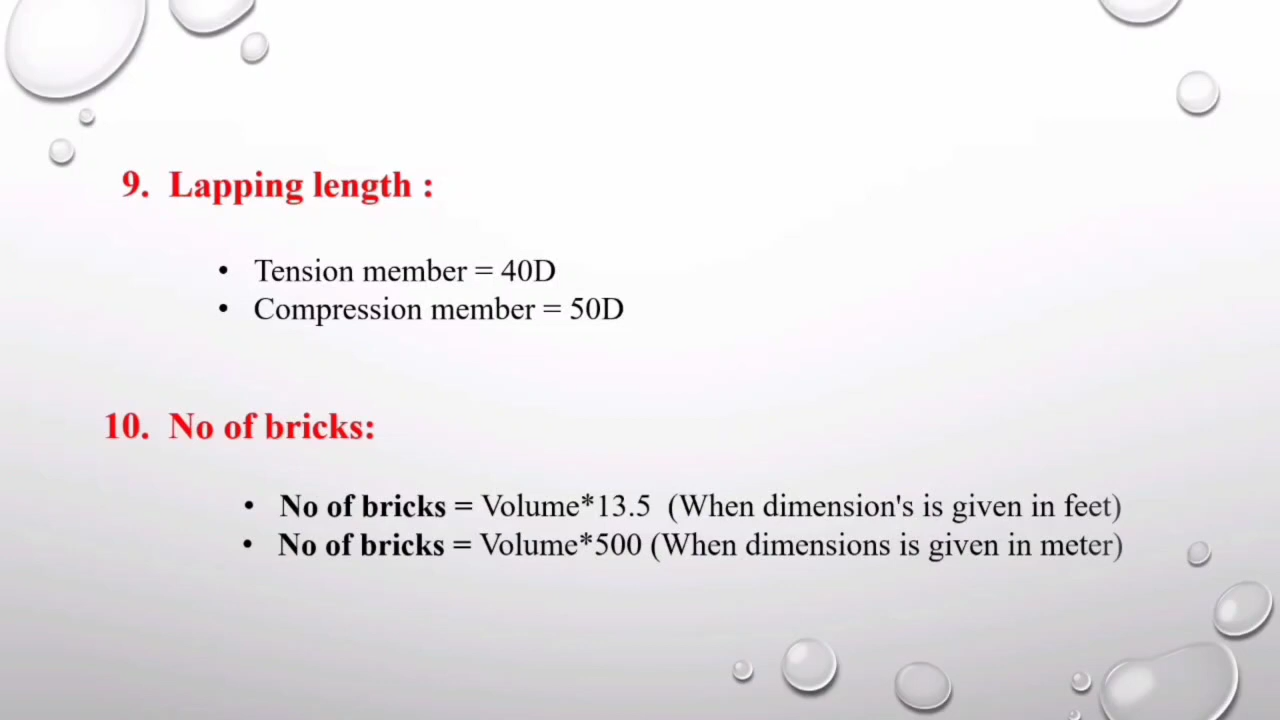 9. Lapping length :
• Tension member = 40D
• Compression member = 50D
10. No of bricks:
• No of bricks = Volume*13.5 (When dimension's is given in feet)
• No of bricks = Volume*500 (When dimensions is given in meter)